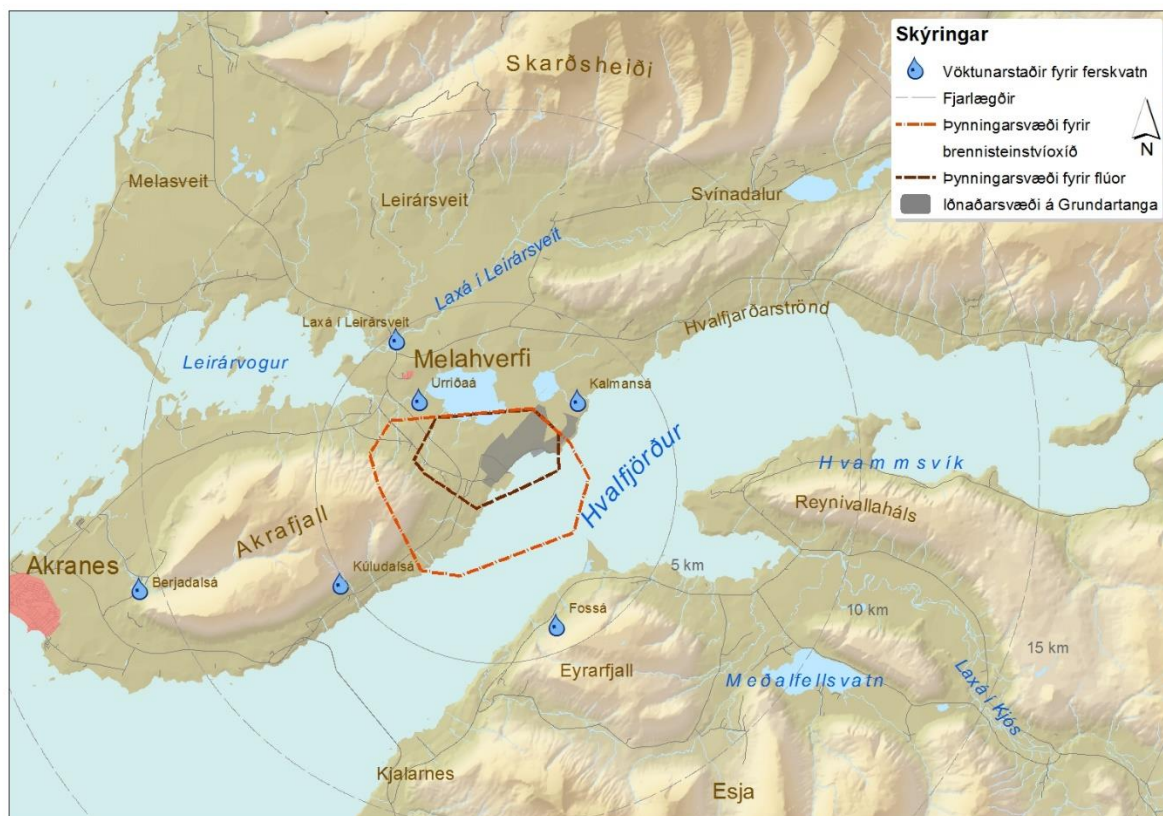 Skýringar
Vöktunarstaðir fyrir ferskvatn
Fjarlægðir
Þynningarsvæði fyrir
brennisteinstvíoxíð
Þynningarsvæði fyrir flúor
Iðnaðarsvæði á Grundartanga
N
Skarðsheiði
Melasveit
Leirársveit
Svínadalur
Laxá í Leirársveit
Hvalfjarðarströnd
Laxá í Leirársveit
Leirárvogur
Melahverfi
Urriðaá
Kalmansá
Hvalfjörður
Hvammsvík
Reynivallaháls
Akrafjall
Akranes
Berjadalsá
Kúludalsá
5 km
10 km
15 km
Fossá
Eyrarfjall
Meðalfellsvatn
Laxá í Kjós
Kjalarnes
Esja